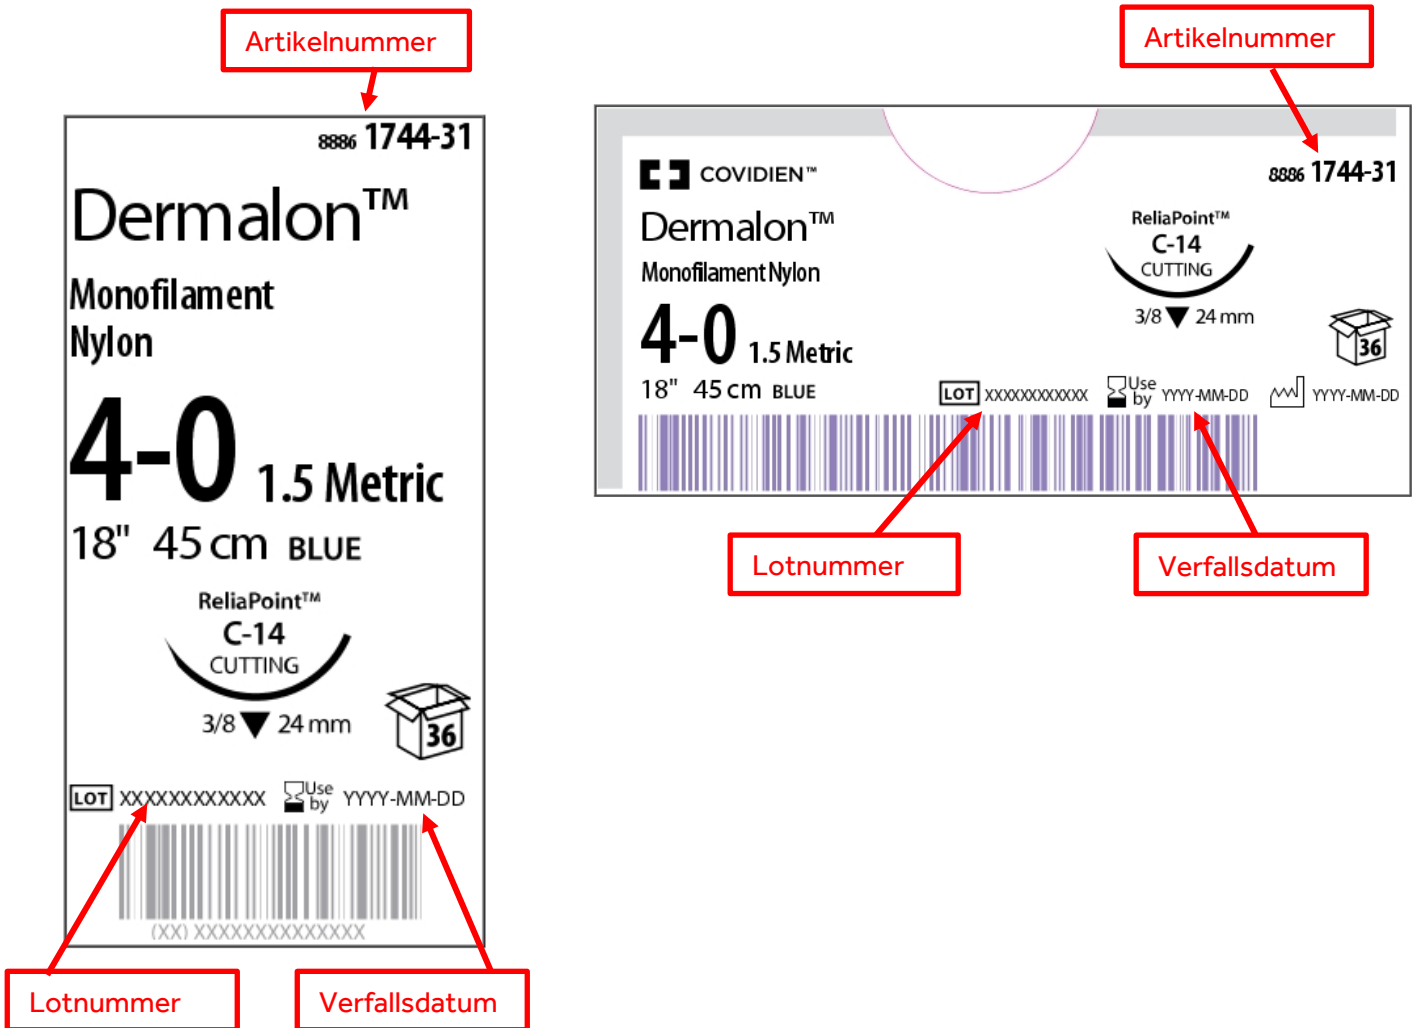 Artikelnummer
8886 1744-31
Dermalon™
Monofilament
Nylon
4-0 1.5 Metric
18" 45 cm BLUE
ReliaPoint™
C-14
CUTTING
3/8 24 mm
36
LOT XXXXXXXXXXXX Use by YYYY-MM-DD
(XX) XXXXXXXXXXXXXX
Lotnummer
Verfallsdatum
Artikelnummer
COVIDIEN™
8886 1744-31
Dermalon™
Monofilament Nylon
4-0 1.5 Metric
18" 45 cm BLUE
ReliaPoint™
C-14
CUTTING
3/8 24 mm
36
LOT XXXXXXXXXXXX Use by YYYY-MM-DD YYYY-MM-DD
Lotnummer
Verfallsdatum